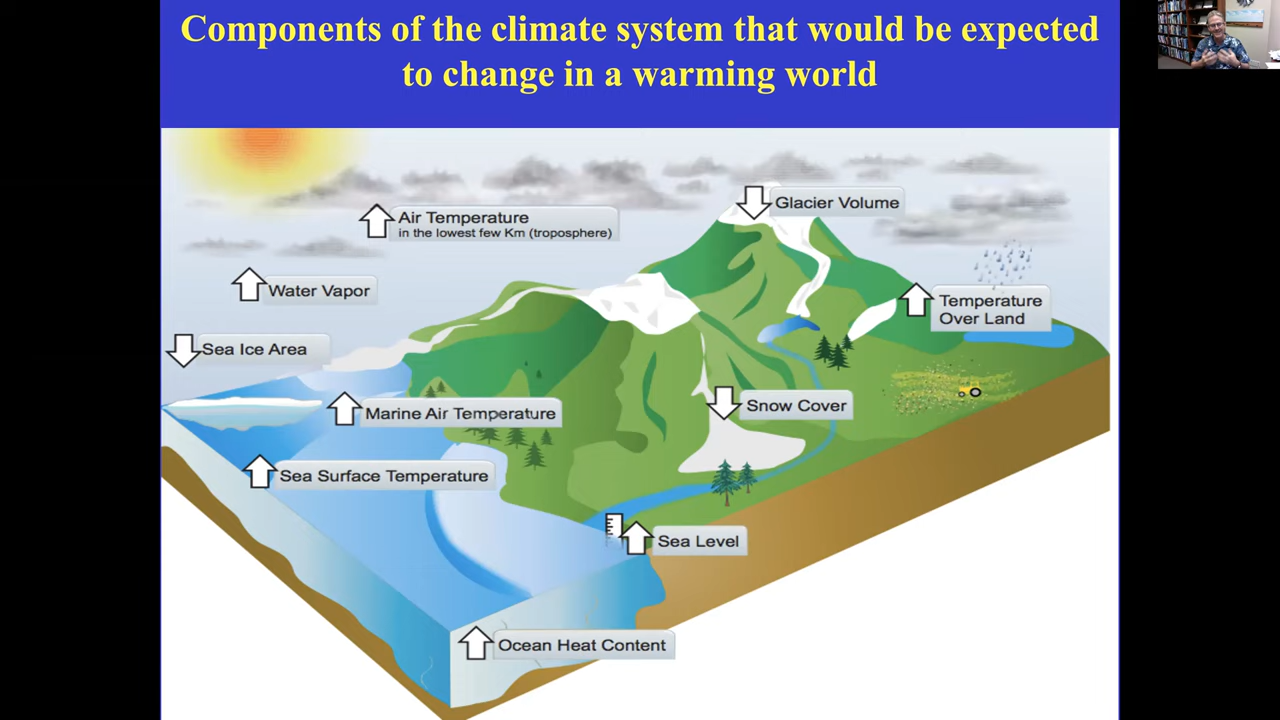 Components of the climate system that would be expected
to change in a warming world
Glacier Volume
Air Temperature
in the lowest few Km (troposphere)
Water Vapor
Temperature
Over Land
Sea Ice Area
Marine Air Temperature
Snow Cover
Sea Surface Temperature
Sea Level
Ocean Heat Content